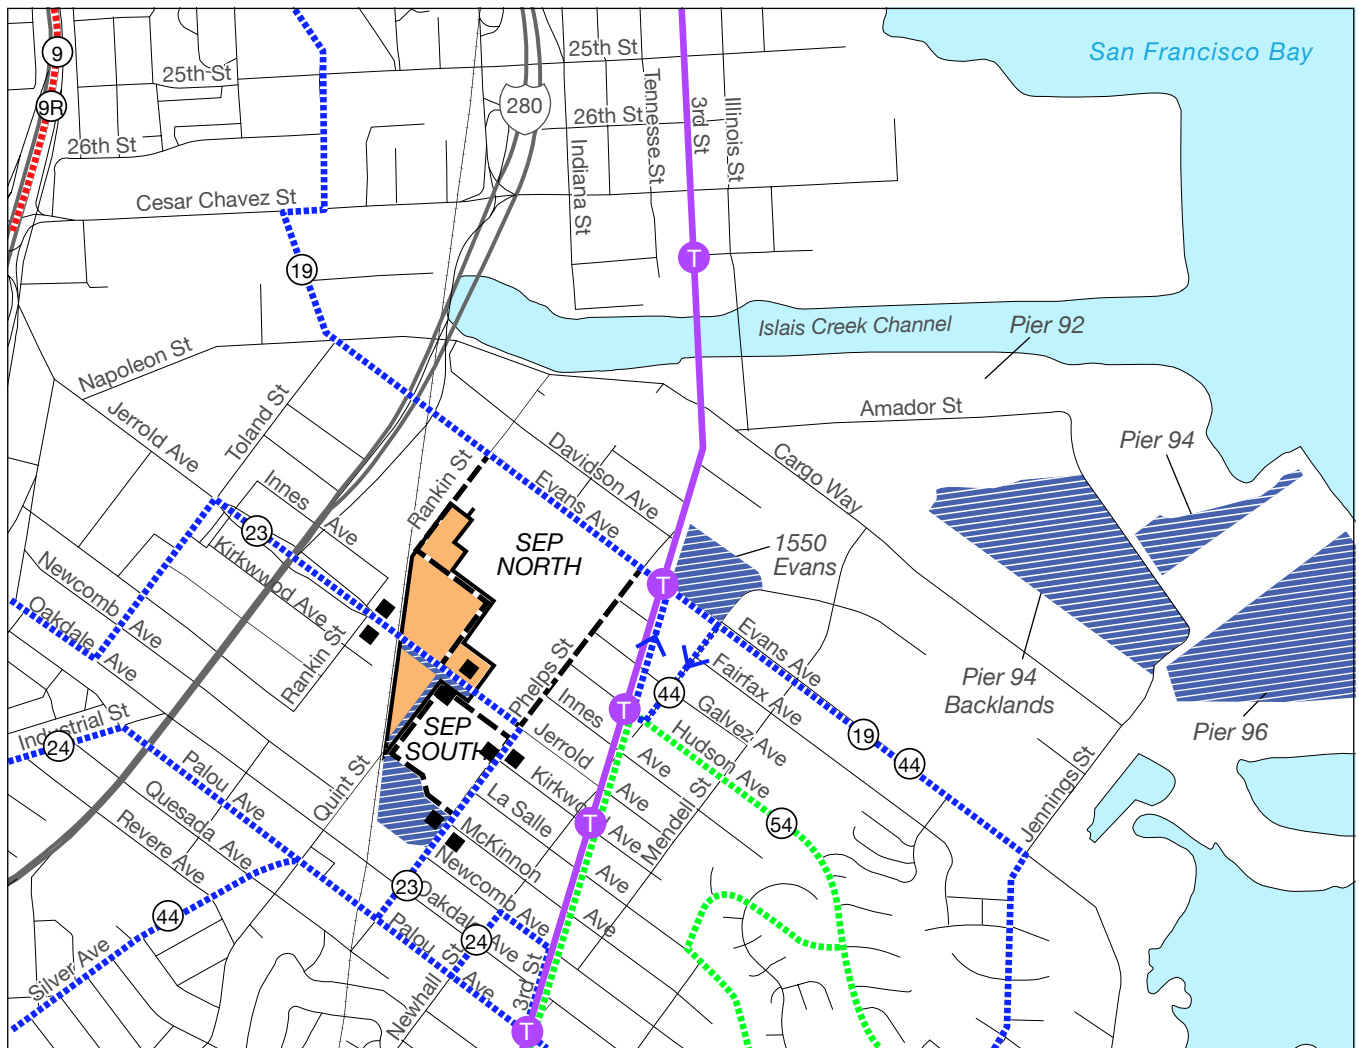 San Francisco Bay
9
25th St
25th St
280
9R
26th St
26th St
Tennesse St
3rd St
Illinois St
Indiana St
T
Cesar Chavez St
19
Islais Creek Channel
Pier 92
Napoleon St
Amador St
Jerrold Ave
Toland St
Pier 94
Davidson Ave
Cargo Way
Innes
Ave
Rankin St
Evans Ave
23
SEP
NORTH
1550
Evans
Kirkwwod Ave
Newcomb
Ave
T
Oakdale
Ave
Rankin St
Phelps St
Evans Ave
Fairfax Ave
Pier 94
Backlands
44
Innes
Ave
Galvez Ave
T
Industrial St
24
SEP
SOUTH
Jerrold
Ave
Hudson Ave
19
44
Pier 96
Palou
Ave
Quint St
Kirkwo
Ave
Quesada
Ave
La Salle
Ave
Mendell St
Jennings St
T
54
Revere Ave
McKinnon
Ave
Newcomb Ave
23
Oakdale
Ave
44
24
Palou
Ave
Silver Ave
Newhall
St
3rd St
T